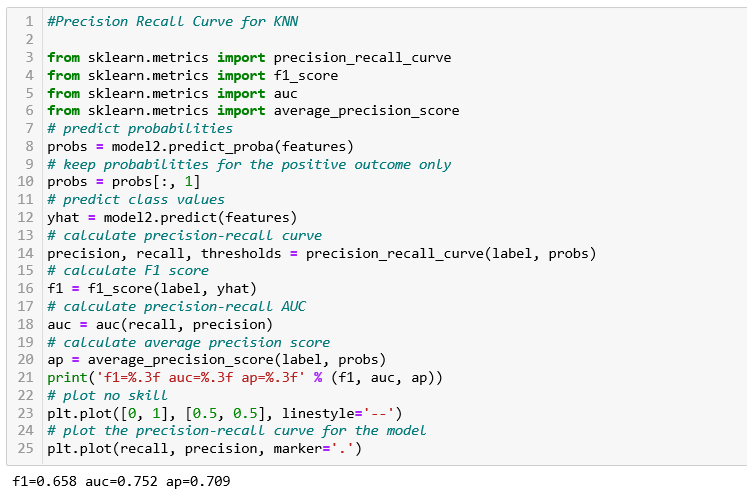 1 #Precision Recall Curve for KNN
2
3 from sklearn.metrics import precision_recall_curve
4 from sklearn.metrics import f1_score
5 from sklearn.metrics import auc
6 from sklearn.metrics import average_precision_score
7 # predict probabilities
8 probs = model2.predict_proba(features)
9 # keep probabilities for the positive outcome only
10 probs = probs[:, 1]
11 # predict class values
12 yhat = model2.predict(features)
13 # calculate precision-recall curve
14 precision, recall, thresholds = precision_recall_curve(label, probs)
15 # calculate F1 score
16 f1 = f1_score(label, yhat)
17 # calculate precision-recall AUC
18 auc = auc(recall, precision)
19 # calculate average precision score
20 ap = average_precision_score(label, probs)
21 print('f1=%.3f auc=%.3f ap=%.3f' % (f1, auc, ap))
22 # plot no skill
23 plt.plot([0, 1], [0.5, 0.5], linestyle='--')
24 # plot the precision-recall curve for the model
25 plt.plot(recall, precision, marker='.')
f1=0.658 auc=0.752 ap=0.709